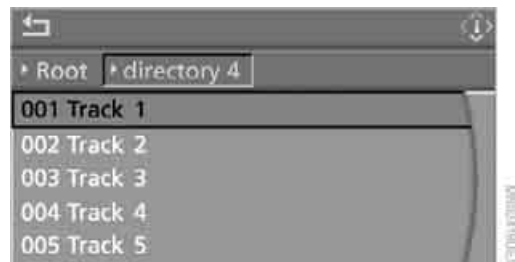 Root directory 4
001 Track 1
002 Track 2
003 Track 3
004 Track 4
005 Track 5